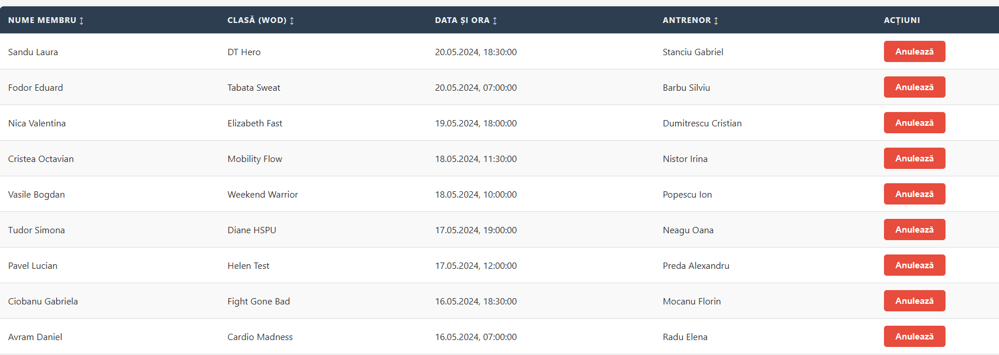 NUME MEMBRU ↕ CLASĂ (WOD) ↕ DATA ȘI ORA ↕ ANTRENOR ↕ ACȚIUNI
Sandu Laura DT Hero 20.05.2024, 18:30:00 Stanciu Gabriel Anulează
Fodor Eduard Tabata Sweat 20.05.2024, 07:00:00 Barbu Silviu Anulează
Nica Valentina Elizabeth Fast 19.05.2024, 18:00:00 Dumitrescu Cristian Anulează
Cristea Octavian Mobility Flow 18.05.2024, 11:30:00 Nistor Irina Anulează
Vasile Bogdan Weekend Warrior 18.05.2024, 10:00:00 Popescu Ion Anulează
Tudor Simona Diane HSPU 17.05.2024, 19:00:00 Neagu Oana Anulează
Pavel Lucian Helen Test 17.05.2024, 12:00:00 Preda Alexandru Anulează
Ciobanu Gabriela Fight Gone Bad 16.05.2024, 18:30:00 Mocanu Florin Anulează
Avram Daniel Cardio Madness 16.05.2024, 07:00:00 Radu Elena Anulează